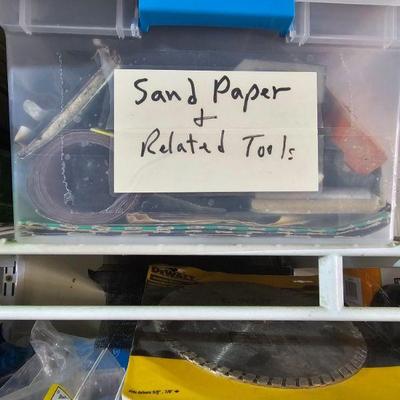 Sand Paper
+
Related Tools
DEWALT